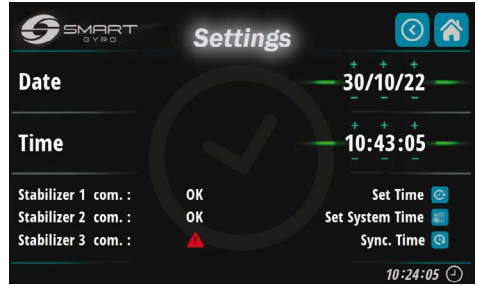 SMART
GYRO
Settings
Date
+ + +
30/10/22
− − −
Time
+ + +
10:43:05
− − −
Stabilizer 1 com. : OK Set Time
Stabilizer 2 com. : OK Set System Time
Stabilizer 3 com. : Sync. Time
10:24:05